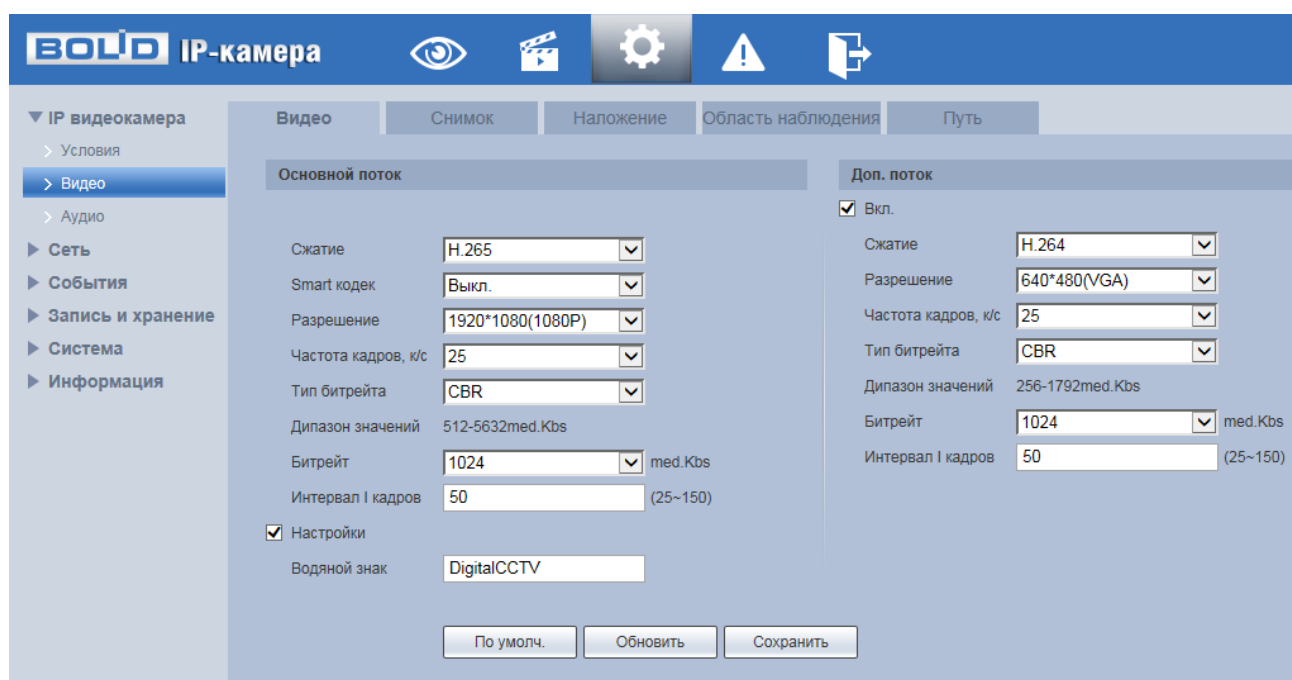 BOLID IP-камера
IP видеокамера
Условия
Видео
Аудио
Сеть
События
Запись и хранение
Система
Информация
Видео Снимок Наложение Область наблюдения Путь
Основной поток
Сжатие H.265
Smart кодек Выкл.
Разрешение 1920*1080(1080P)
Частота кадров, к/с 25
Тип битрейта CBR
Дипазон значений 512-5632med.Kbs
Битрейт 1024 med.Kbs
Интервал I кадров 50 (25~150)
Настройки
Водяной знак DigitalCCTV
Доп. поток
Вкл.
Сжатие H.264
Разрешение 640*480(VGA)
Частота кадров, к/с 25
Тип битрейта CBR
Дипазон значений 256-1792med.Kbs
Битрейт 1024 med.Kbs
Интервал I кадров 50 (25~150)
По умолч. Обновить Сохранить